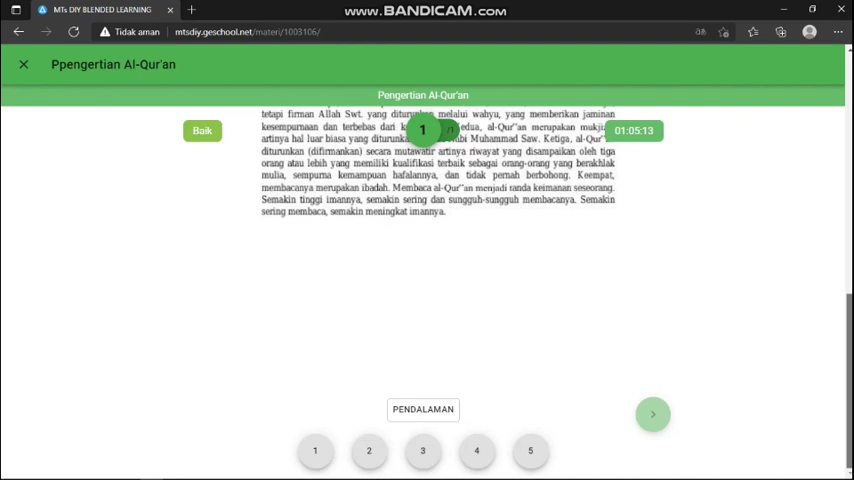 MTs DIY BLENDED LEARNING
www.BANDICAM.com
Tidak aman
mtsdiy.geschool.net/materi/1003106/
Ppengertian Al-Qur'an
Pengertian Al-Qur'an
tetapi firman Allah Swt. yang diturunkan melalui wahyu, yang memberikan jaminan
Baik
kesempurnaan dan terbebas dari edua, al-Qur"an merupakan mukji
1
/1
01:05:13
artinya hal luar biasa yang diturunk Nabi Muhammad Saw. Ketiga, al-Qur"
diturunkan (difirmankan) secara mutawatir artinya riwayat yang disampaikan oleh tiga
orang atau lebih yang memiliki kualifikasi terbaik sebagai orang-orang yang berakhlak
mulia, sempurna kemampuan hafalannya, dan tidak pernah berbohong. Keempat,
membacanya merupakan ibadah. Membaca al-Qur"an menjadi tanda keimanan seseorang.
Semakin tinggi imannya, semakin sering dan sungguh-sungguh membacanya. Semakin
sering membaca, semakin meningkat imannya.
PENDALAMAN
1 2 3 4 5